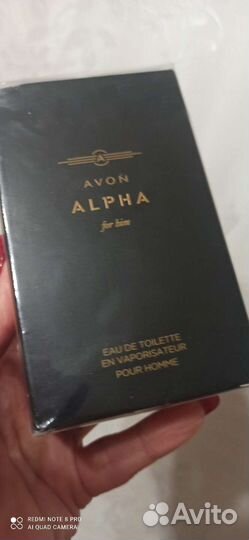 A
AVON
ALPHA
for him
EAU DE TOILETTE
EN VAPORISATEUR
POUR HOMME
REDMI NOTE 8 PRO
AI QUAD CAMERA
Avito